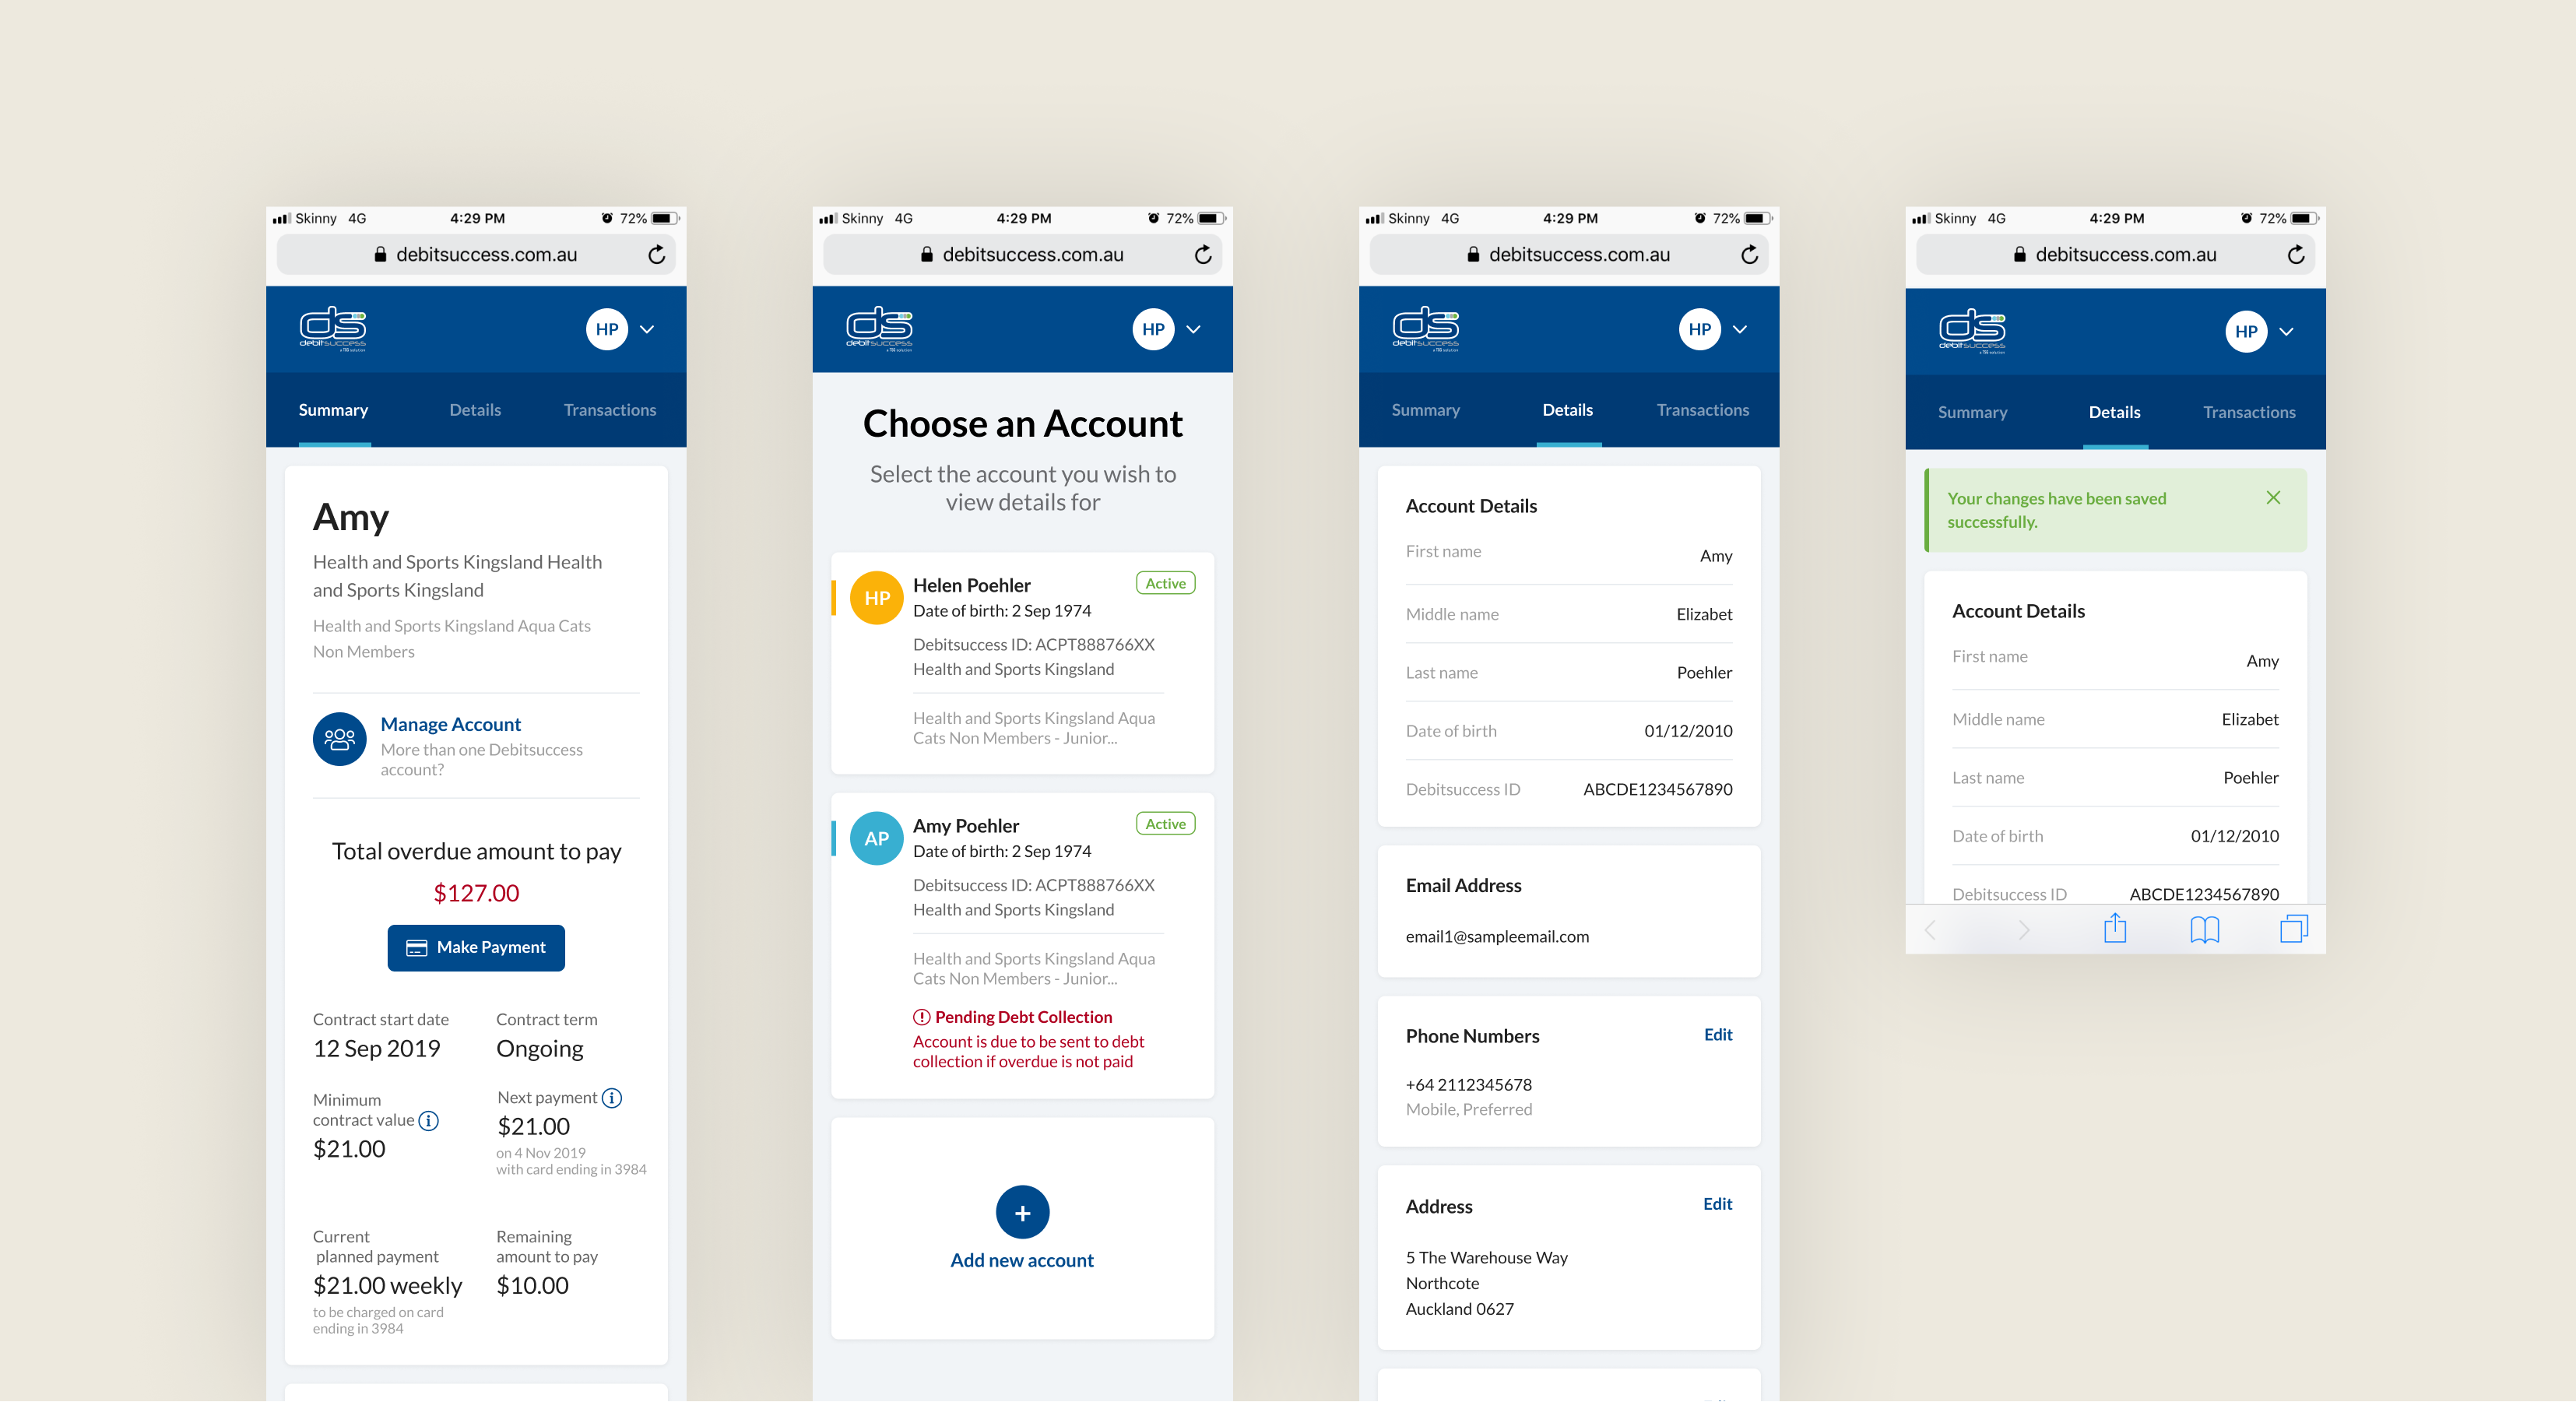 Skinny 4G 4:29 PM 72%
debitsuccess.com.au
ds
debitsuccess
HP
Summary Details Transactions
Amy
Health and Sports Kingsland Health
and Sports Kingsland
Health and Sports Kingsland Aqua Cats
Non Members
Manage Account
More than one Debitsuccess
account?
Total overdue amount to pay
$127.00
Make Payment
Contract start date
12 Sep 2019
Contract term
Ongoing
Minimum
contract value
$21.00
Next payment
$21.00
on 4 Nov 2019
with card ending in 3984
Current
planned payment
$21.00 weekly
to be charged on card
ending in 3984
Remaining
amount to pay
$10.00
Skinny 4G 4:29 PM 72%
debitsuccess.com.au
ds
debitsuccess
HP
Choose an Account
Select the account you wish to
view details for
HP
Helen Poehler
Active
Date of birth: 2 Sep 1974
Debitsuccess ID: ACPT888766XX
Health and Sports Kingsland
Health and Sports Kingsland Aqua
Cats Non Members - Junior...
AP
Amy Poehler
Active
Date of birth: 2 Sep 1974
Debitsuccess ID: ACPT888766XX
Health and Sports Kingsland
Health and Sports Kingsland Aqua
Cats Non Members - Junior...
Pending Debt Collection
Account is due to be sent to debt
collection if overdue is not paid
+
Add new account
Skinny 4G 4:29 PM 72%
debitsuccess.com.au
ds
debitsuccess
HP
Summary Details Transactions
Account Details
First name Amy
Middle name Elizabet
Last name Poehler
Date of birth 01/12/2010
Debitsuccess ID ABCDE1234567890
Email Address
email1@sampleemail.com
Phone Numbers Edit
+64 2112345678
Mobile, Preferred
Address Edit
5 The Warehouse Way
Northcote
Auckland 0627
Skinny 4G 4:29 PM 72%
debitsuccess.com.au
ds
debitsuccess
HP
Summary Details Transactions
Your changes have been saved
successfully.
Account Details
First name Amy
Middle name Elizabet
Last name Poehler
Date of birth 01/12/2010
Debitsuccess ID ABCDE1234567890